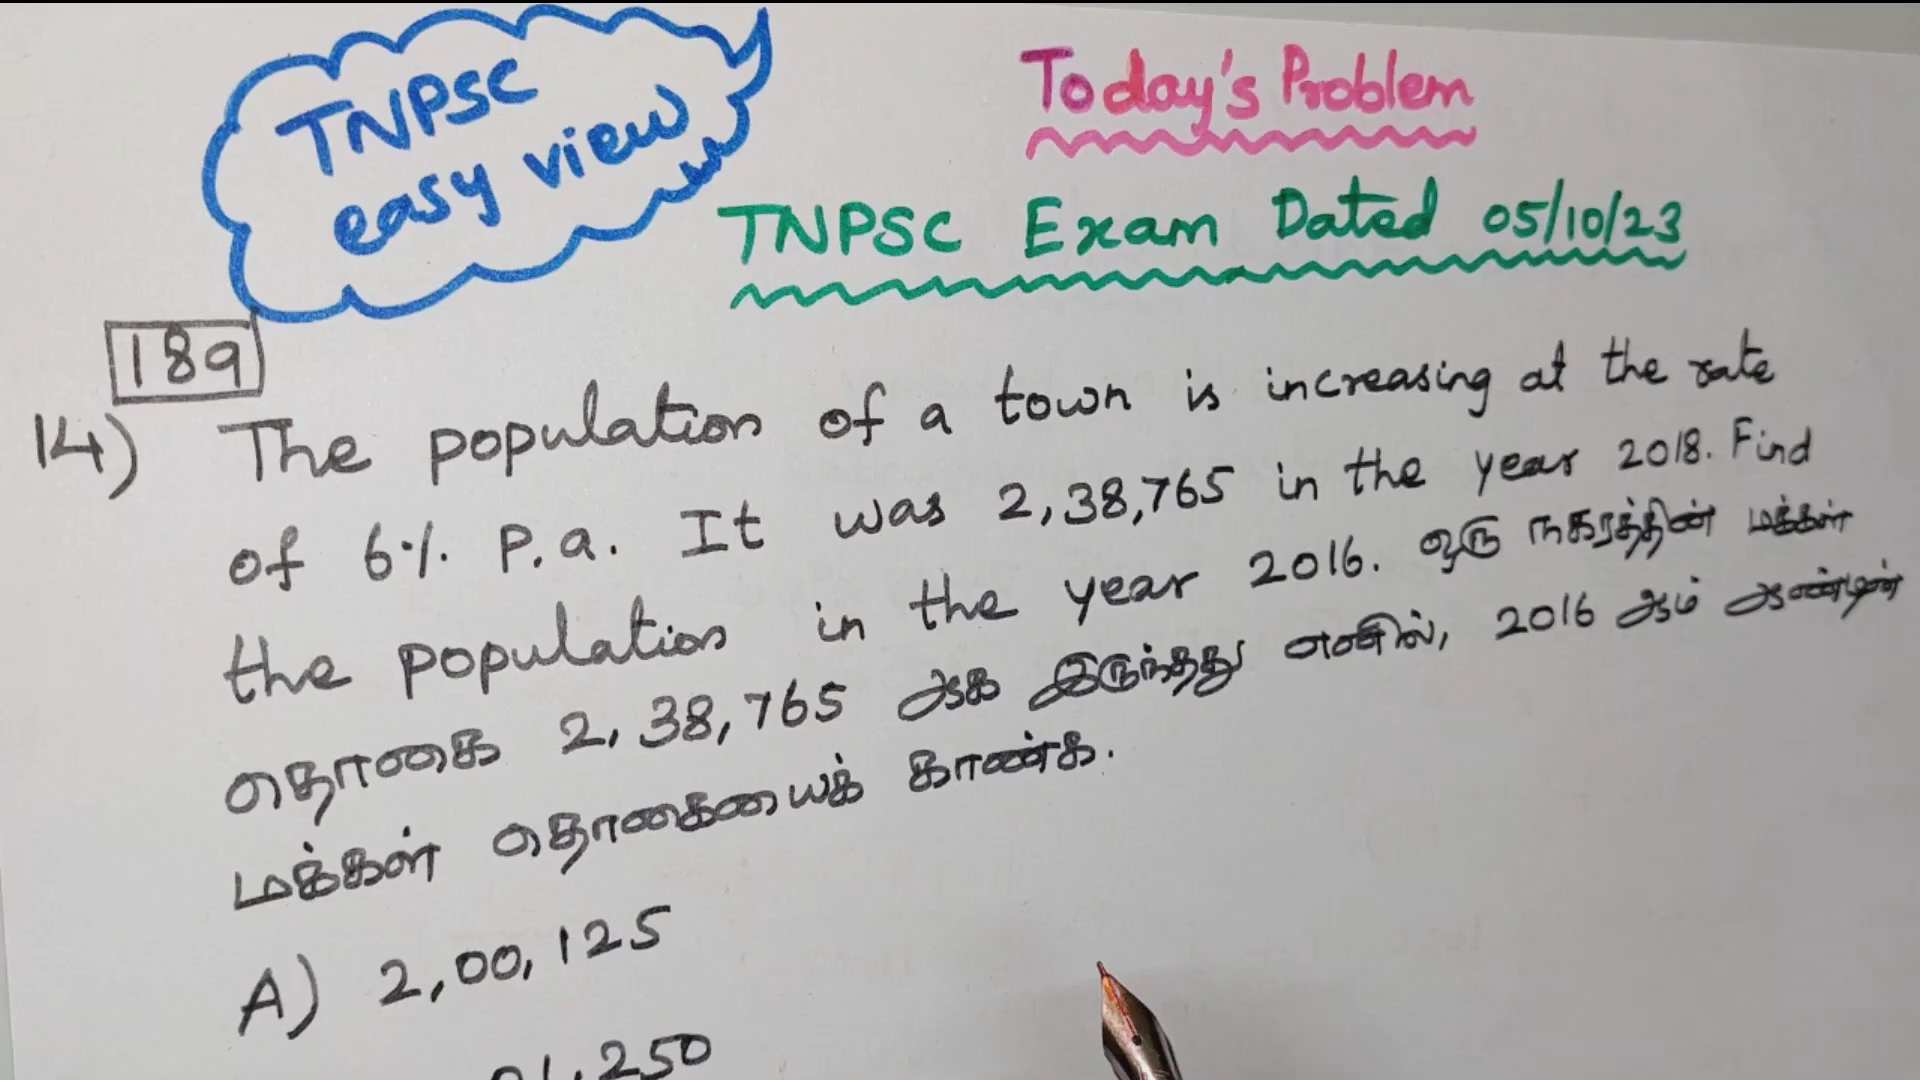 TNPSC
easy view
Today's Problem
TNPSC Exam Dated 05/10/23
189
14) The population of a town is increasing at the rate
of 6% P.a. It was 2,38,765 in the year 2018. Find
the population in the year 2016. ஒரு நகரத்தின் மக்கள்
தொகை 2,38,765 ஆக இருந்தது எனில், 2016 ஆம் ஆண்டின்
மக்கள் தொகையைக் காண்க.
A) 2,00,125
01,250